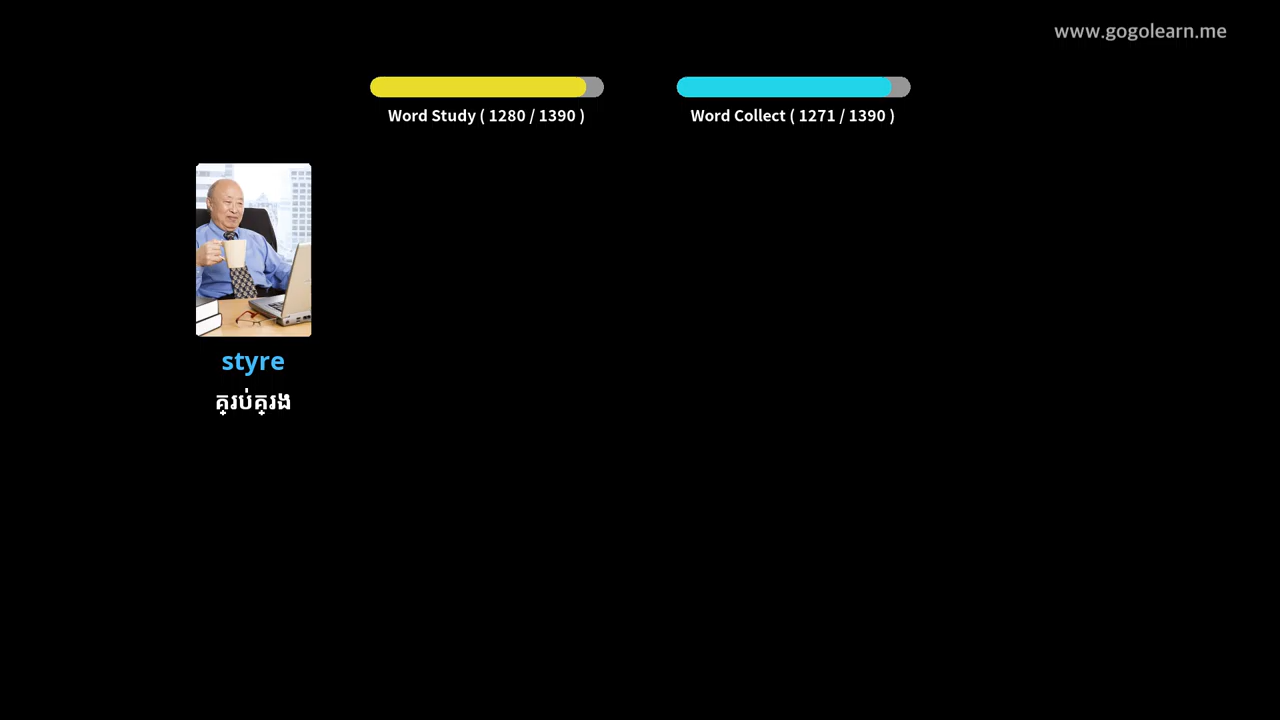 www.gogolearn.me
Word Study ( 1280 / 1390 )
Word Collect ( 1271 / 1390 )
styre
គ្រប់គ្រង